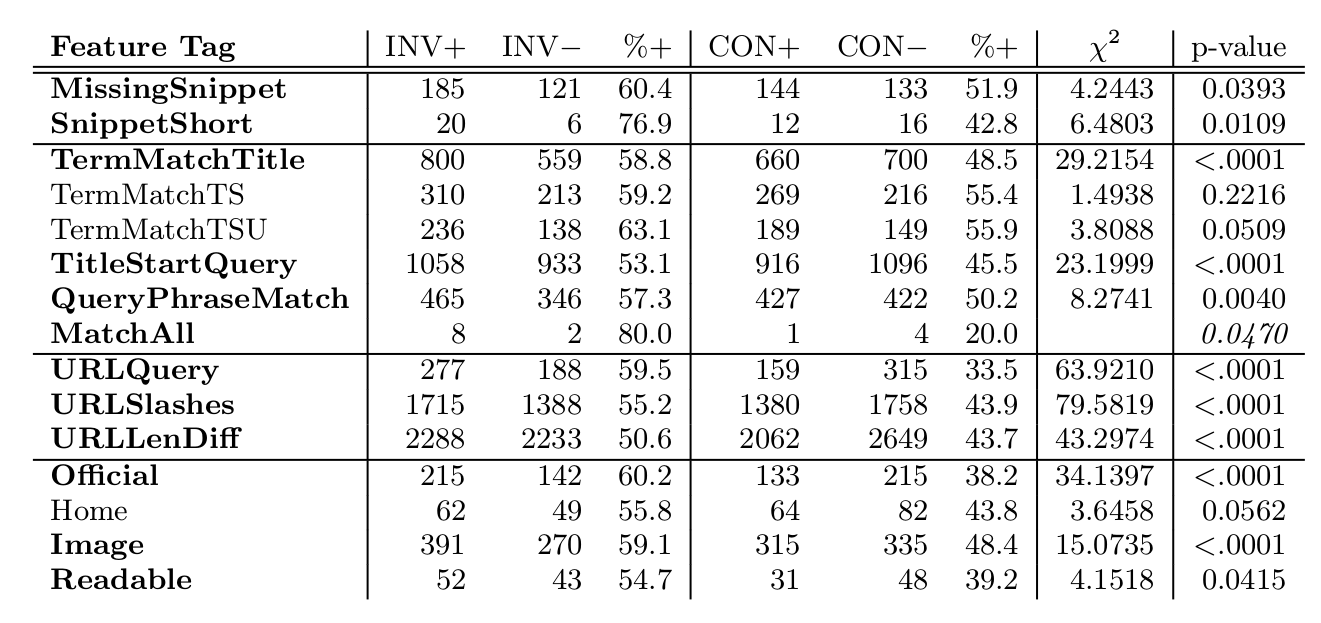 Feature Tag INV+ INV− %+ CON+ CON− %+ χ² p-value
MissingSnippet 185 121 60.4 144 133 51.9 4.2443 0.0393
SnippetShort 20 6 76.9 12 16 42.8 6.4803 0.0109
TermMatchTitle 800 559 58.8 660 700 48.5 29.2154 <.0001
TermMatchTS 310 213 59.2 269 216 55.4 1.4938 0.2216
TermMatchTSU 236 138 63.1 189 149 55.9 3.8088 0.0509
TitleStartQuery 1058 933 53.1 916 1096 45.5 23.1999 <.0001
QueryPhraseMatch 465 346 57.3 427 422 50.2 8.2741 0.0040
MatchAll 8 2 80.0 1 4 20.0 0.0470
URLQuery 277 188 59.5 159 315 33.5 63.9210 <.0001
URLSlashes 1715 1388 55.2 1380 1758 43.9 79.5819 <.0001
URLLenDiff 2288 2233 50.6 2062 2649 43.7 43.2974 <.0001
Official 215 142 60.2 133 215 38.2 34.1397 <.0001
Home 62 49 55.8 64 82 43.8 3.6458 0.0562
Image 391 270 59.1 315 335 48.4 15.0735 <.0001
Readable 52 43 54.7 31 48 39.2 4.1518 0.0415